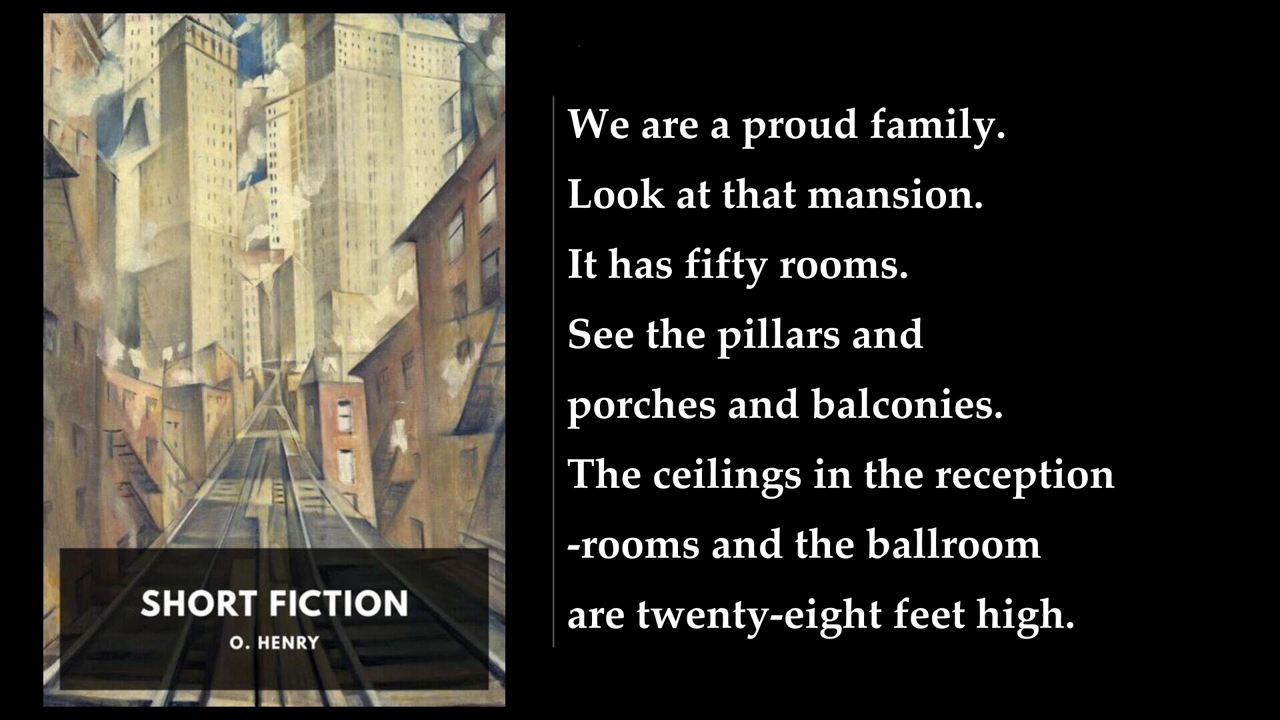 SHORT FICTION
O. HENRY
We are a proud family.
Look at that mansion.
It has fifty rooms.
See the pillars and
porches and balconies.
The ceilings in the reception
-rooms and the ballroom
are twenty-eight feet high.